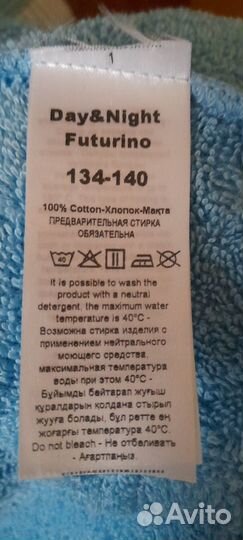 1
Day&Night
Futurino
134-140
100% Cotton-Хлопок-Мақта
ПРЕДВАРИТЕЛЬНАЯ СТИРКА
ОБЯЗАТЕЛЬНА
40
It is possible to wash the
product with a neutral
detergent, the maximum water
temperature is 40°C -
Возможна стирка изделия с
применением нейтрального
моющего средства,
максимальная температура
воды при этом 40°C -
Бұйымды бейтарап жуғыш
құралдарын қолдана стырып
жууға болады, бұл ретте ең
жоғарғы температура 40°C.
Do not bleach - Не отбеливать
- Ағартпаңыз.
Avito